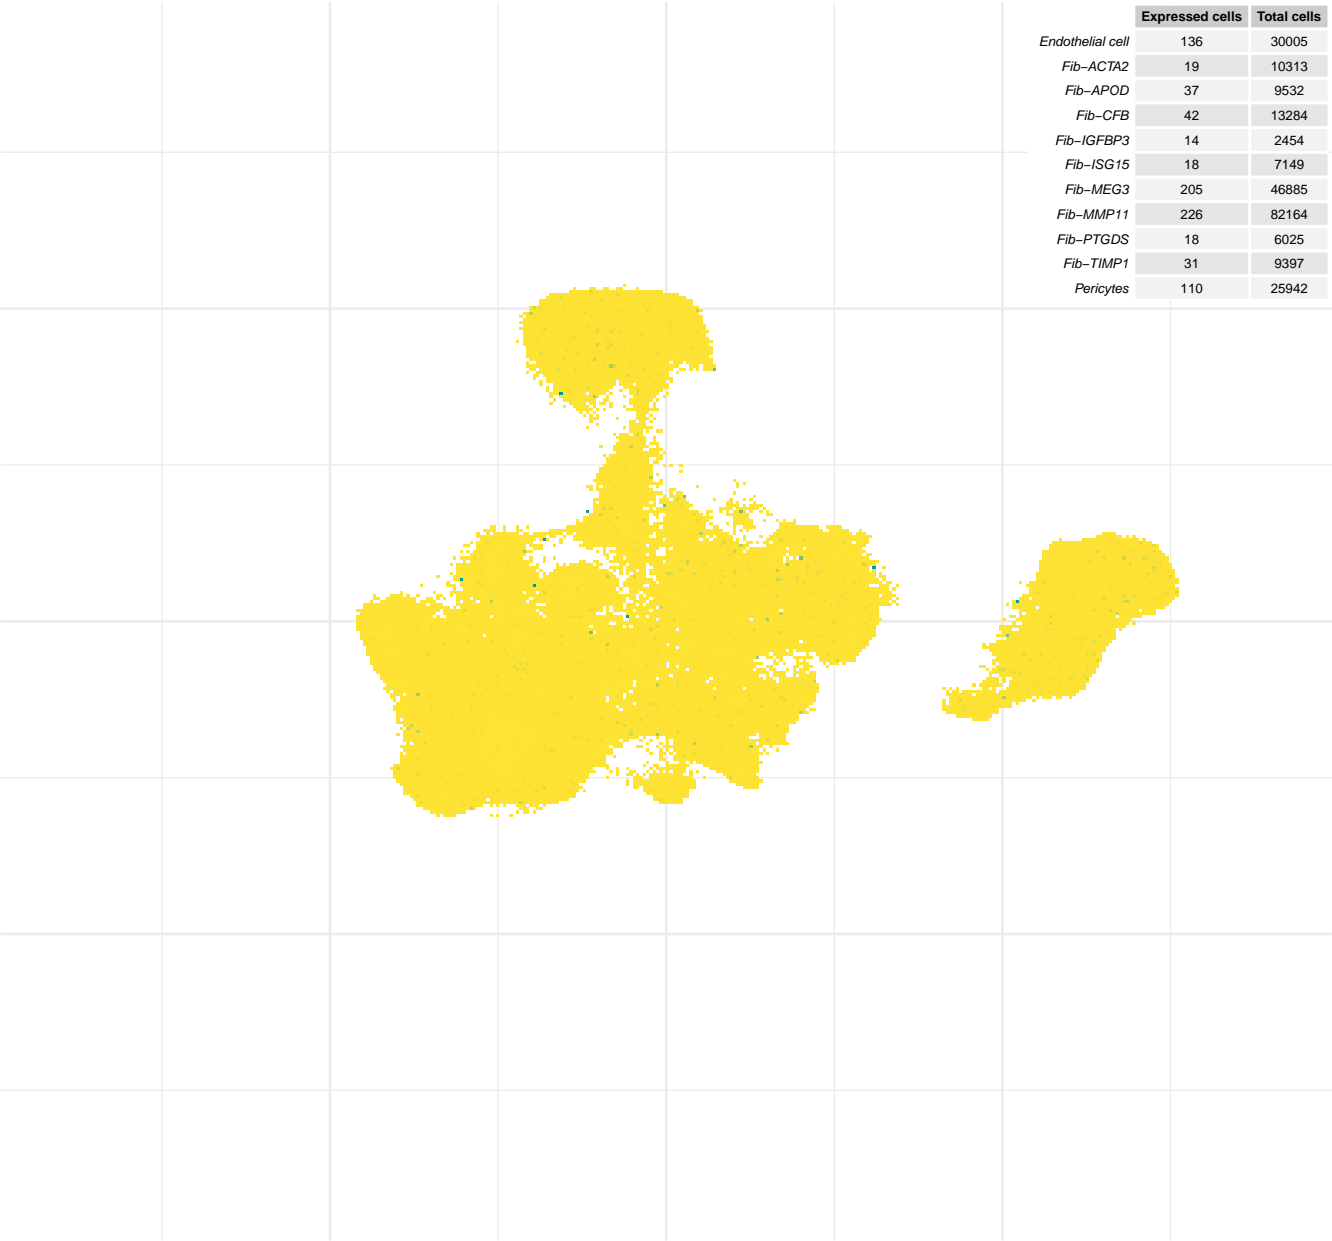 Expressed cells Total cells
Endothelial cell 136 30005
Fib−ACTA2 19 10313
Fib−APOD 37 9532
Fib−CFB 42 13284
Fib−IGFBP3 14 2454
Fib−ISG15 18 7149
Fib−MEG3 205 46885
Fib−MMP11 226 82164
Fib−PTGDS 18 6025
Fib−TIMP1 31 9397
Pericytes 110 25942